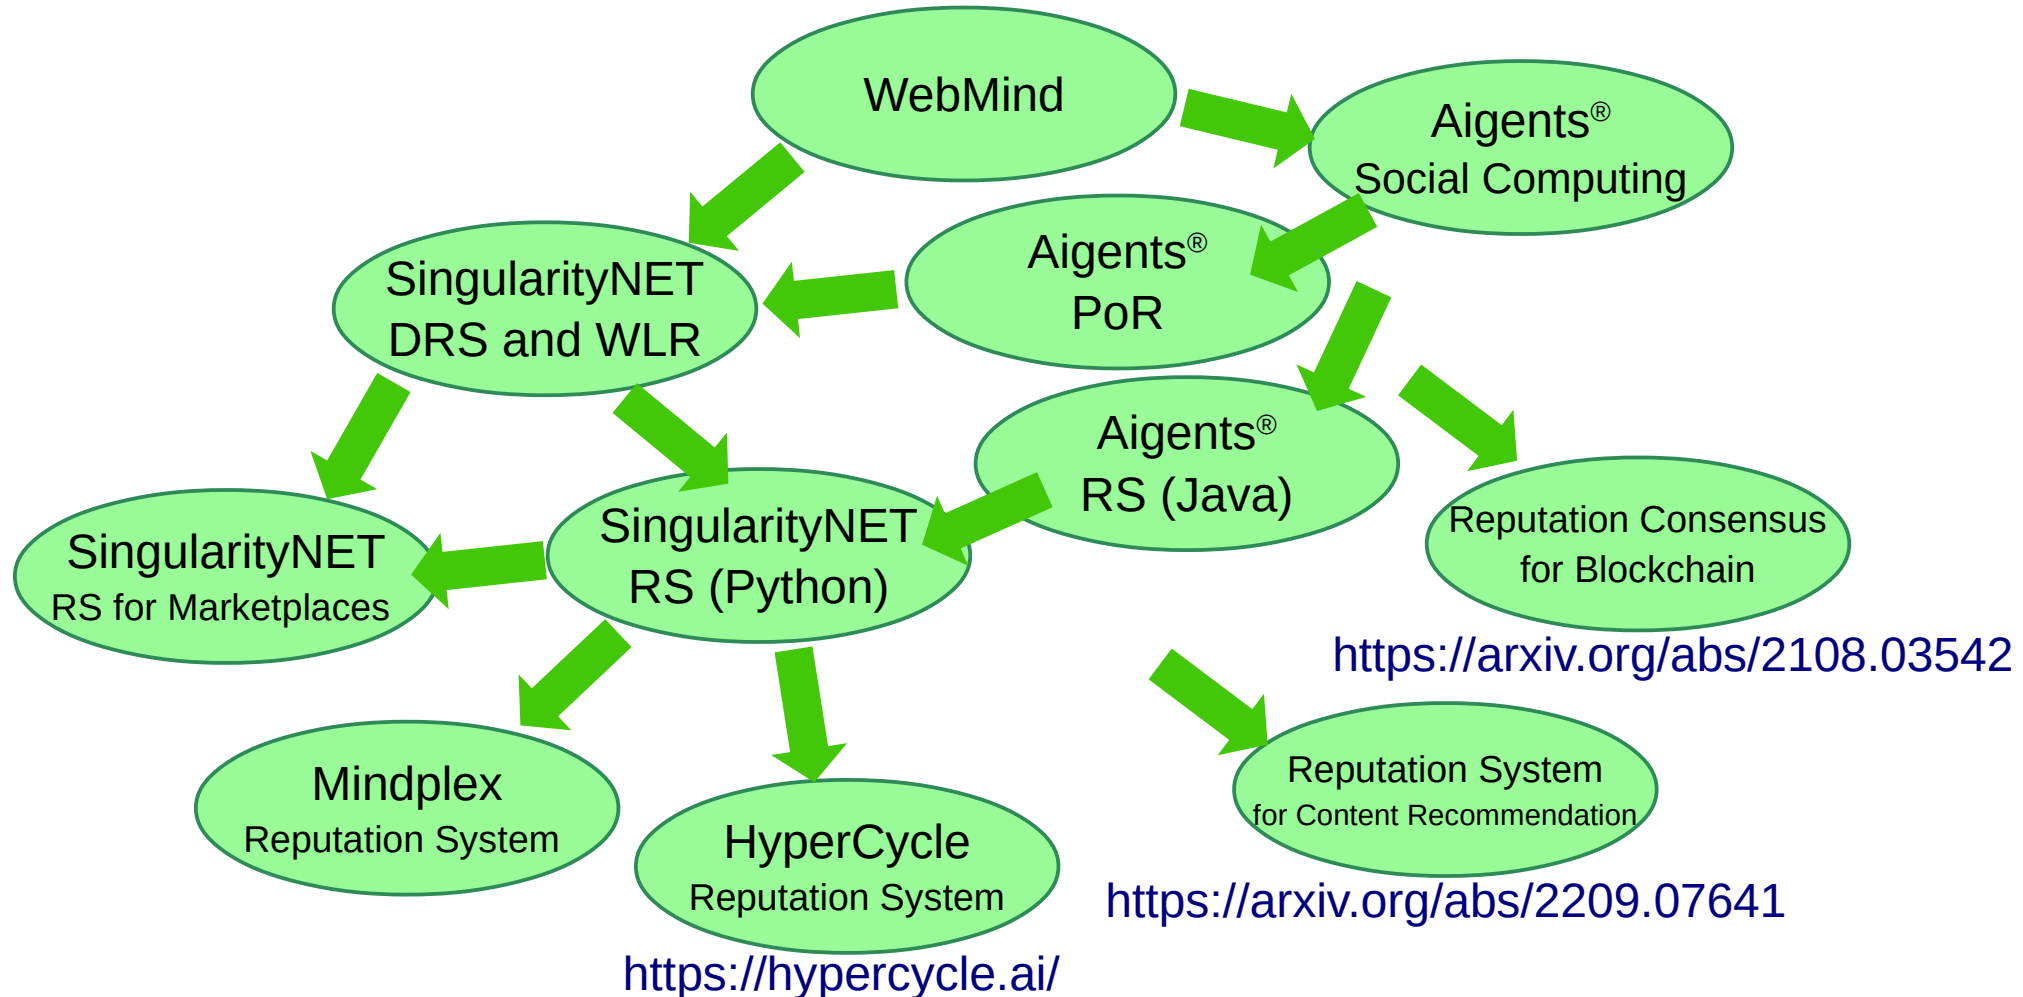 WebMind
Aigents®
Social Computing
Aigents®
PoR
SingularityNET
DRS and WLR
Aigents®
RS (Java)
SingularityNET
RS (Python)
SingularityNET
RS for Marketplaces
Reputation Consensus
for Blockchain
https://arxiv.org/abs/2108.03542
Mindplex
Reputation System
HyperCycle
Reputation System
https://hypercycle.ai/
Reputation System
for Content Recommendation
https://arxiv.org/abs/2209.07641